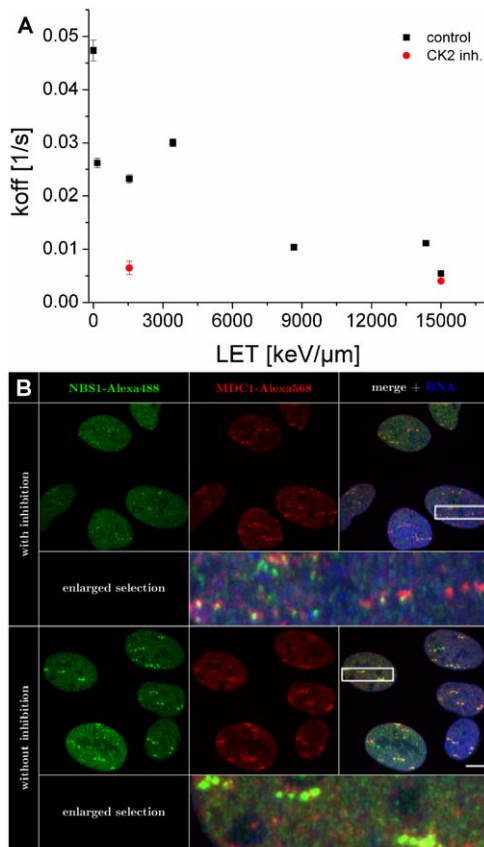 A
control
CK2 inh.
0.05
0.04
0.03
0.02
0.01
0.00
koff [1/s]
0 3000 6000 9000 12000 15000
LET [keV/µm]
B
NBS1-Alexa488 MDC1-Alexa568 merge + DNA
with inhibition
enlarged selection
without inhibition
enlarged selection